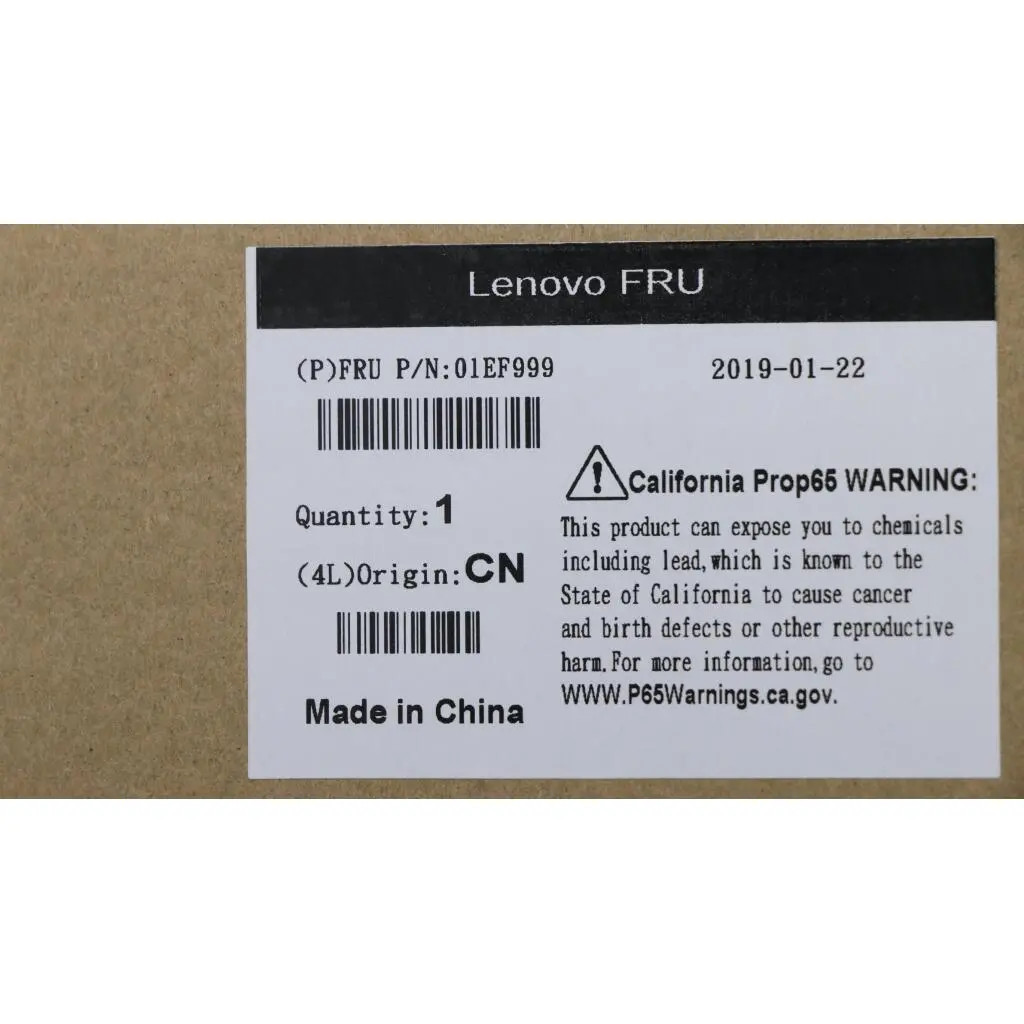 Lenovo FRU
(P)FRU P/N:01EF999
2019-01-22
Quantity:1
(4L)Origin:CN
Made in China
California Prop65 WARNING:
This product can expose you to chemicals
including lead,which is known to the
State of California to cause cancer
and birth defects or other reproductive
harm.For more information,go to
WWW.P65Warnings.ca.gov.